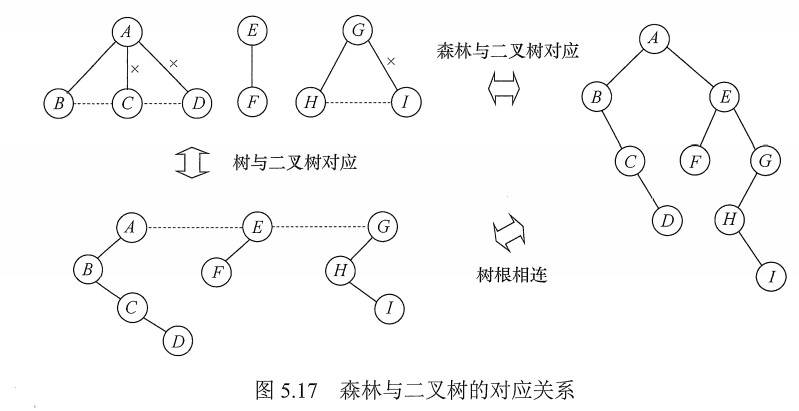 A E G
× × ×
B C D F H I
森林与二叉树对应
A
B E
C F G
D H
I
树与二叉树对应
A E G
B F H
C I
D
树根相连
图 5.17 森林与二叉树的对应关系